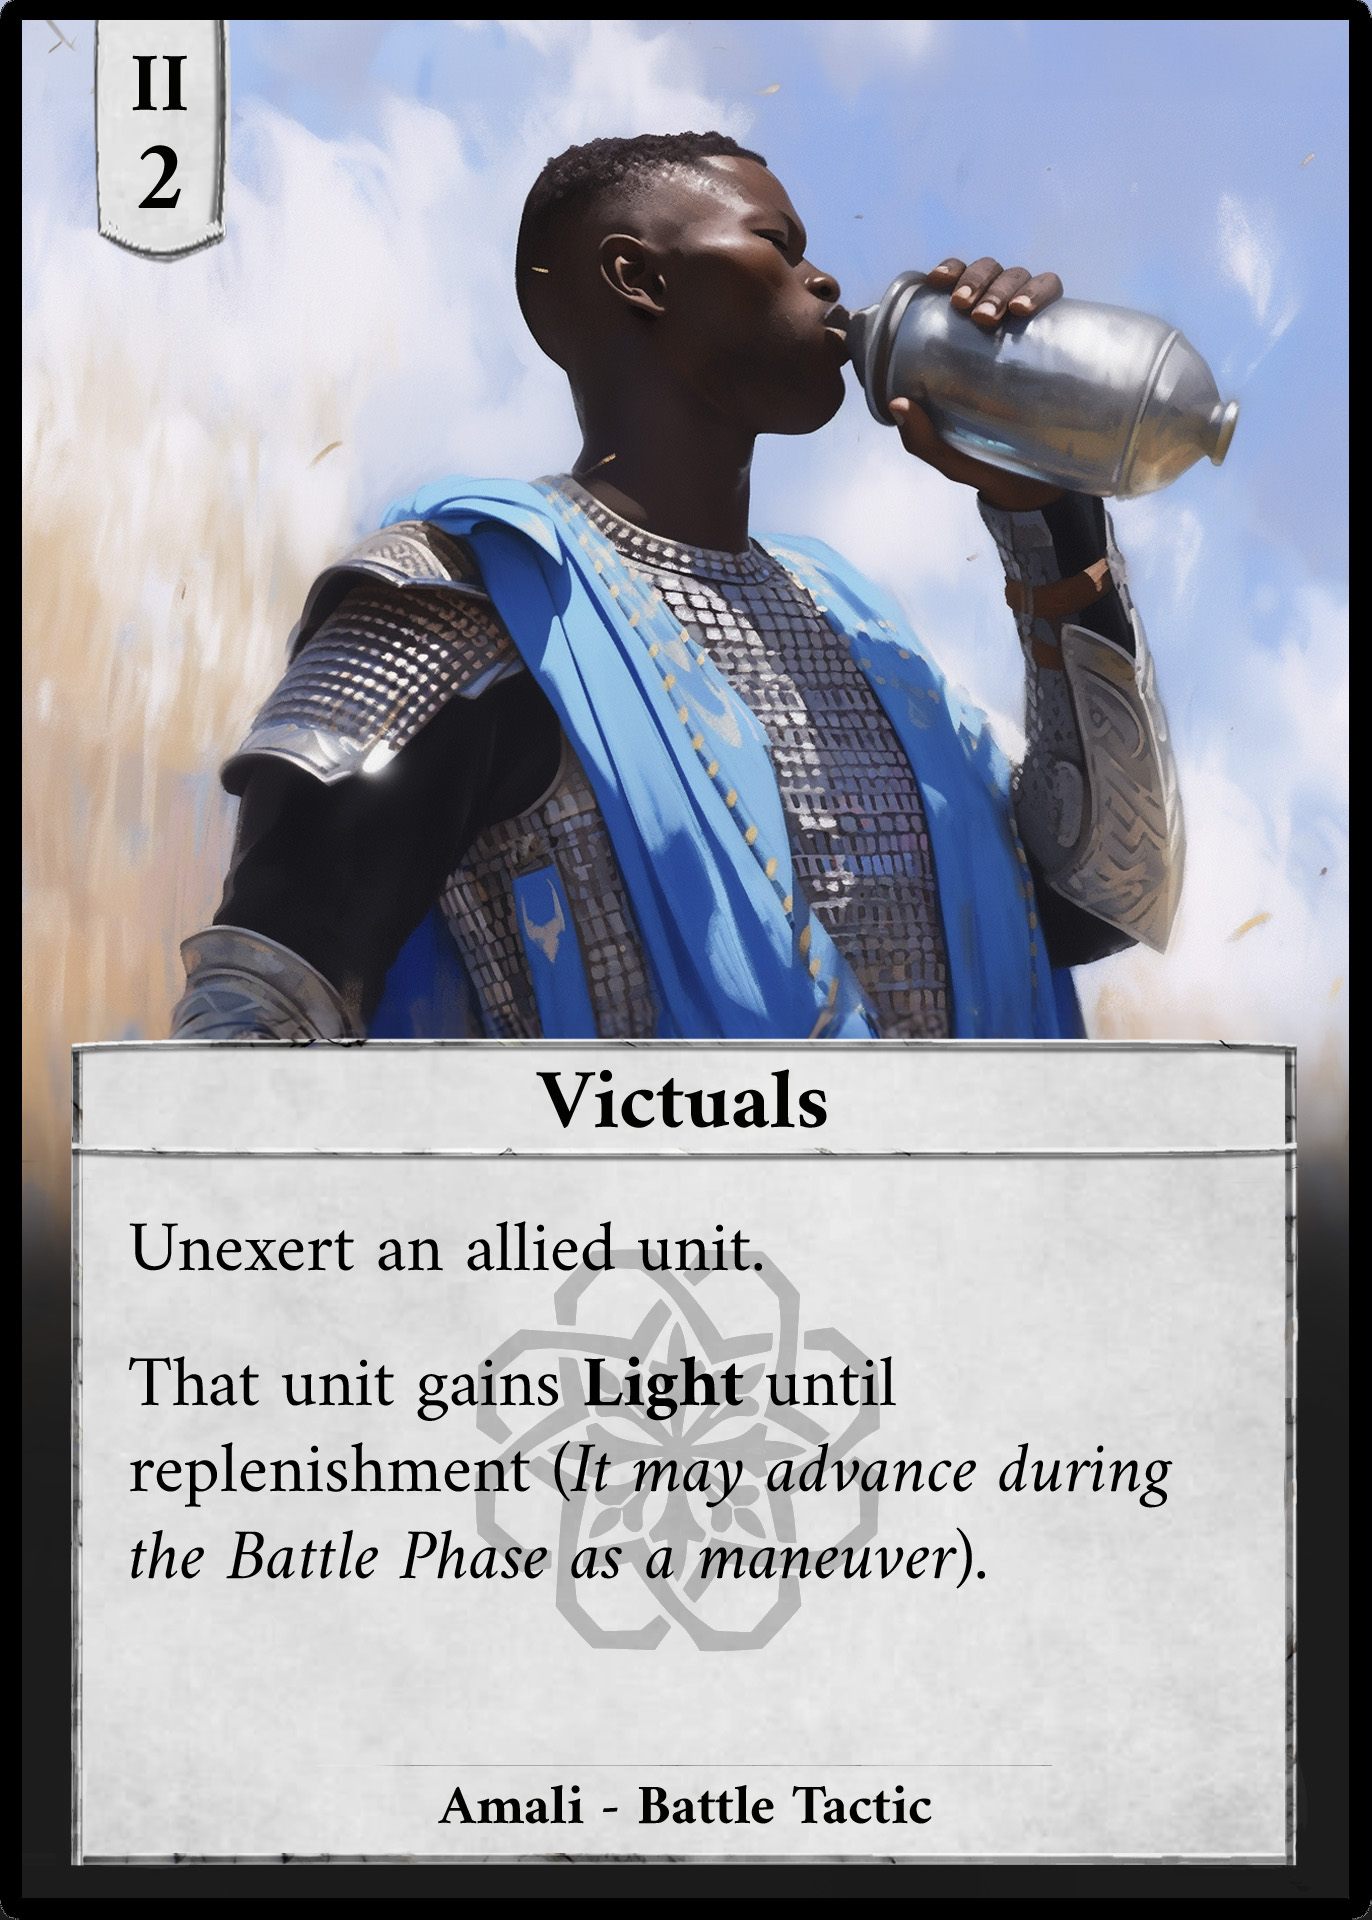 II
2
Victuals
Unexert an allied unit.
That unit gains Light until
replenishment (It may advance during
the Battle Phase as a maneuver).
Amali - Battle Tactic